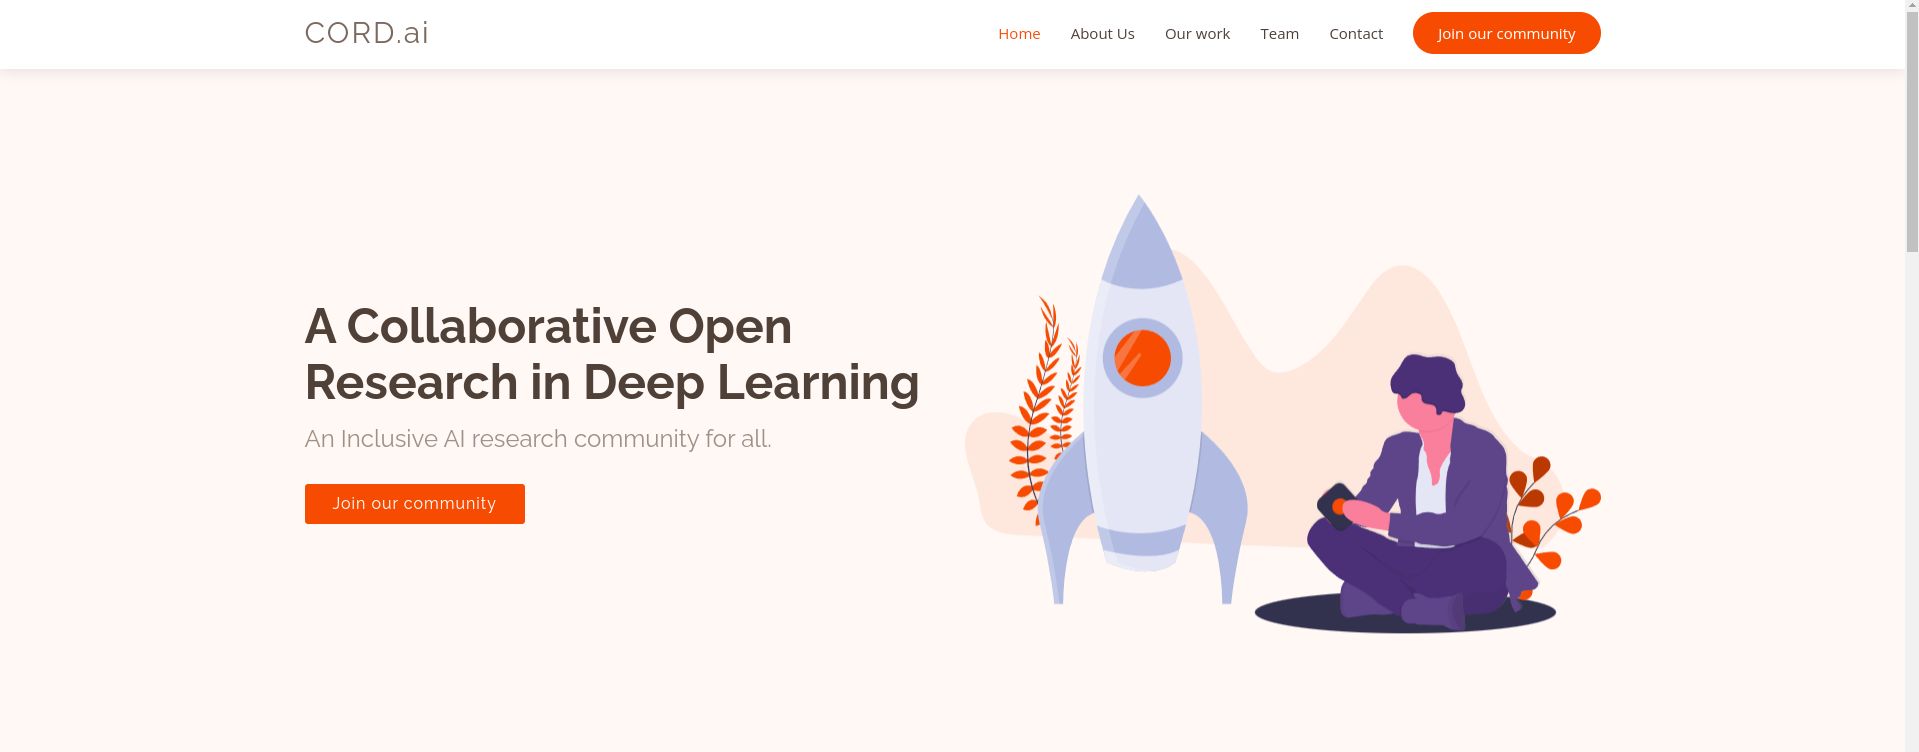 CORD.ai
Home About Us Our work Team Contact Join our community
A Collaborative Open
Research in Deep Learning
An Inclusive AI research community for all.
Join our community